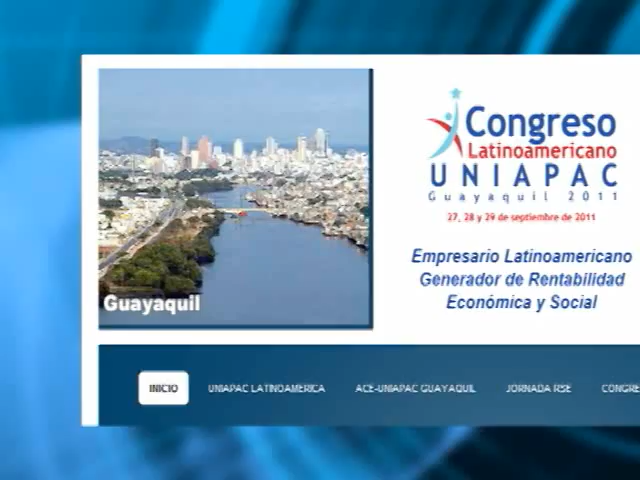 Congreso
Latinoamericano
UNIAPAC
Guayaquil 2011
27, 28 y 29 de septiembre de 2011
Empresario Latinoamericano
Generador de Rentabilidad
Económica y Social
Guayaquil
INICIO UNIAPAC LATINOAMERICA ACE-UNIAPAC GUAYAQUIL JORNADA RSE CONGRE